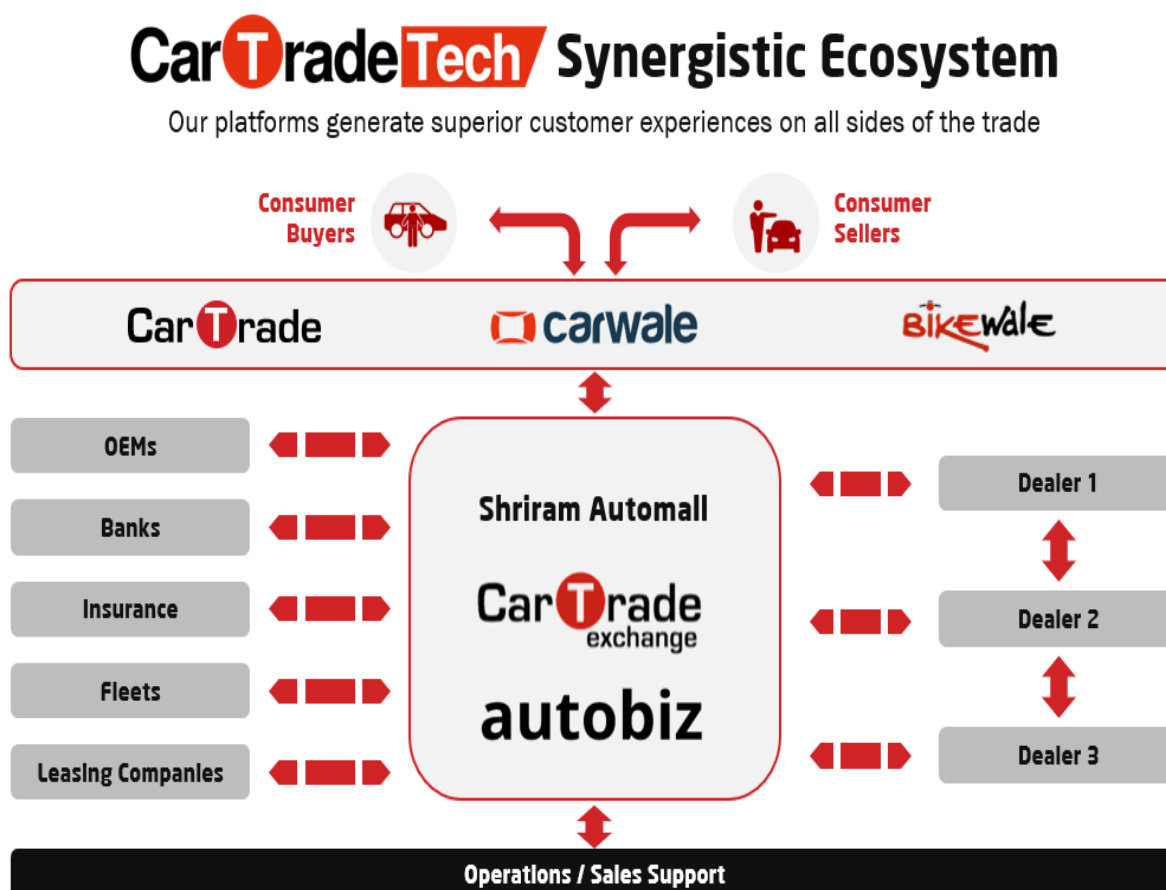 CarTradeTech Synergistic Ecosystem
Our platforms generate superior customer experiences on all sides of the trade
Consumer
Buyers
Consumer
Sellers
CarTrade
carwale
BikeWale
OEMs
Banks
Insurance
Fleets
Leasing Companies
Shriram Automall
CarTrade
exchange
autobiz
Dealer 1
Dealer 2
Dealer 3
Operations / Sales Support